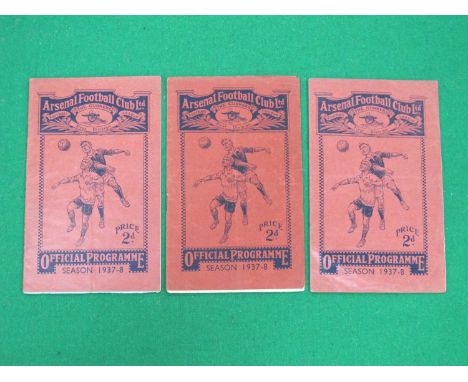 Arsenal Football Club Ltd
PRICE
2d
OFFICIAL PROGRAMME
SEASON 1937-8
Arsenal Football Club Ltd
PRICE
2d
OFFICIAL PROGRAMME
SEASON 1937-8
Arsenal Football Club Ltd
PRICE
2d
OFFICIAL PROGRAMME
SEASON 1937-8